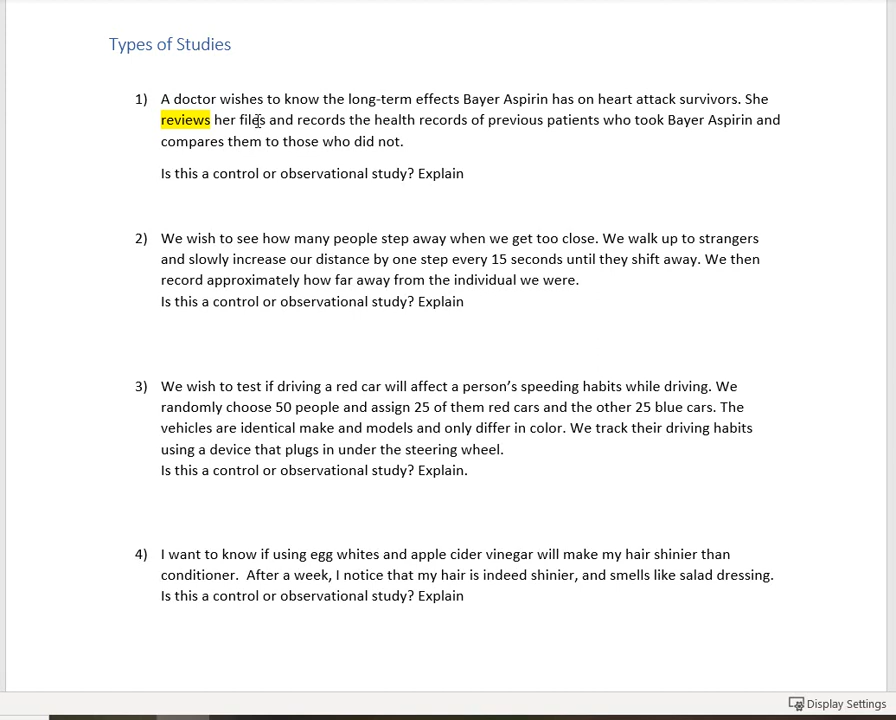 Types of Studies
1) A doctor wishes to know the long-term effects Bayer Aspirin has on heart attack survivors. She
reviews her files and records the health records of previous patients who took Bayer Aspirin and
compares them to those who did not.
Is this a control or observational study? Explain
2) We wish to see how many people step away when we get too close. We walk up to strangers
and slowly increase our distance by one step every 15 seconds until they shift away. We then
record approximately how far away from the individual we were.
Is this a control or observational study? Explain
3) We wish to test if driving a red car will affect a person’s speeding habits while driving. We
randomly choose 50 people and assign 25 of them red cars and the other 25 blue cars. The
vehicles are identical make and models and only differ in color. We track their driving habits
using a device that plugs in under the steering wheel.
Is this a control or observational study? Explain.
4) I want to know if using egg whites and apple cider vinegar will make my hair shinier than
conditioner. After a week, I notice that my hair is indeed shinier, and smells like salad dressing.
Is this a control or observational study? Explain
Display Settings